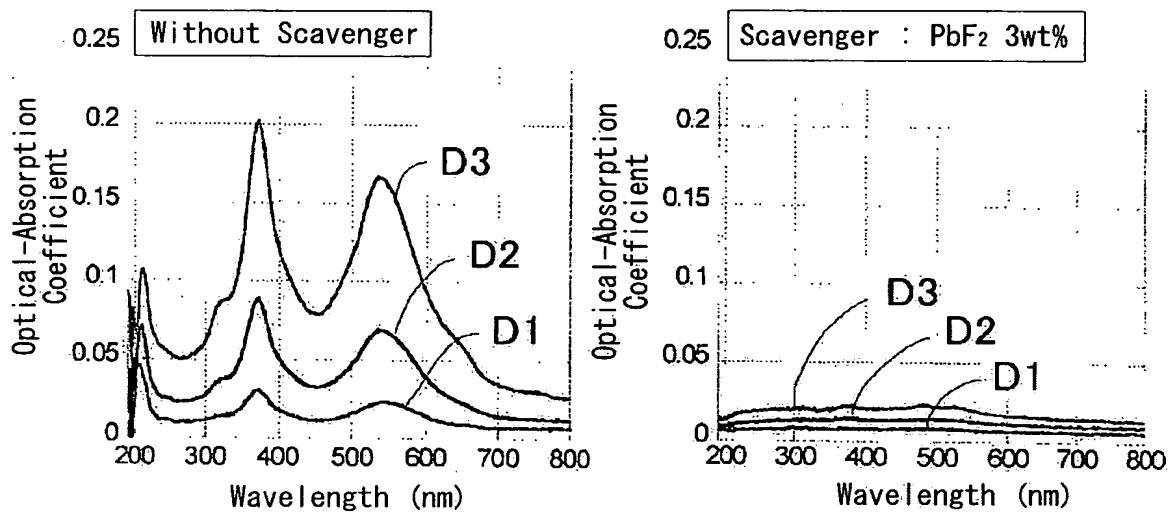 Without Scavenger
0.25
0.2
0.15
0.1
0.05
0
Optical-Absorption
Coefficient
D3
D2
D1
200 300 400 500 600 700 800
Wavelength (nm)
Scavenger : PbF2 3wt%
0.25
0.2
0.15
0.1
0.05
0
Optical-Absorption
Coefficient
D3
D2
D1
200 300 400 500 600 700 800
Wavelength (nm)